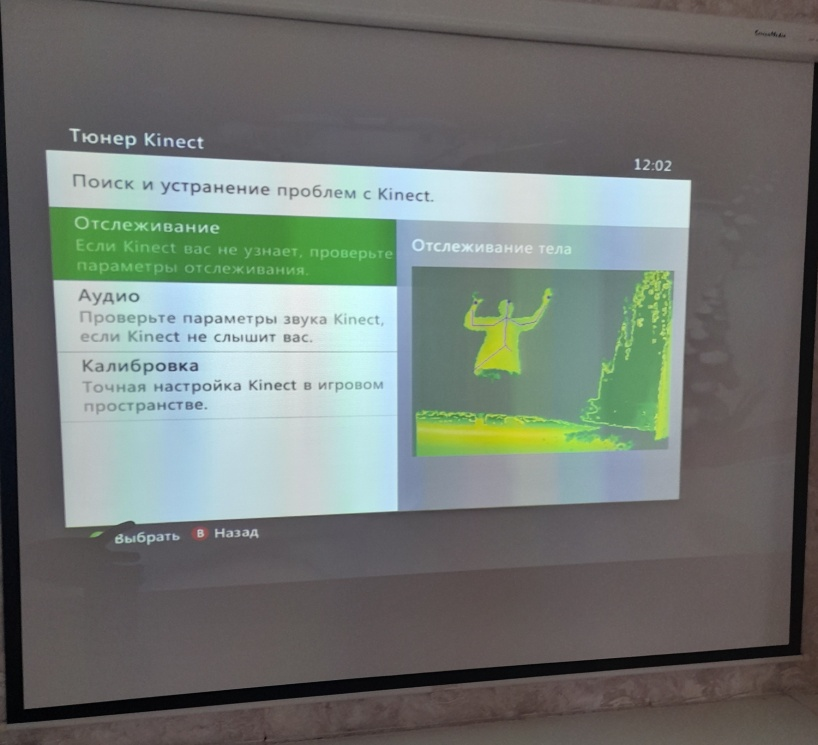 Тюнер Kinect
12:02
Поиск и устранение проблем с Kinect.
Отслеживание
Если Kinect вас не узнает, проверьте
параметры отслеживания.
Аудио
Проверьте параметры звука Kinect,
если Kinect не слышит вас.
Калибровка
Точная настройка Kinect в игровом
пространстве.
Отслеживание тела
Выбрать B Назад